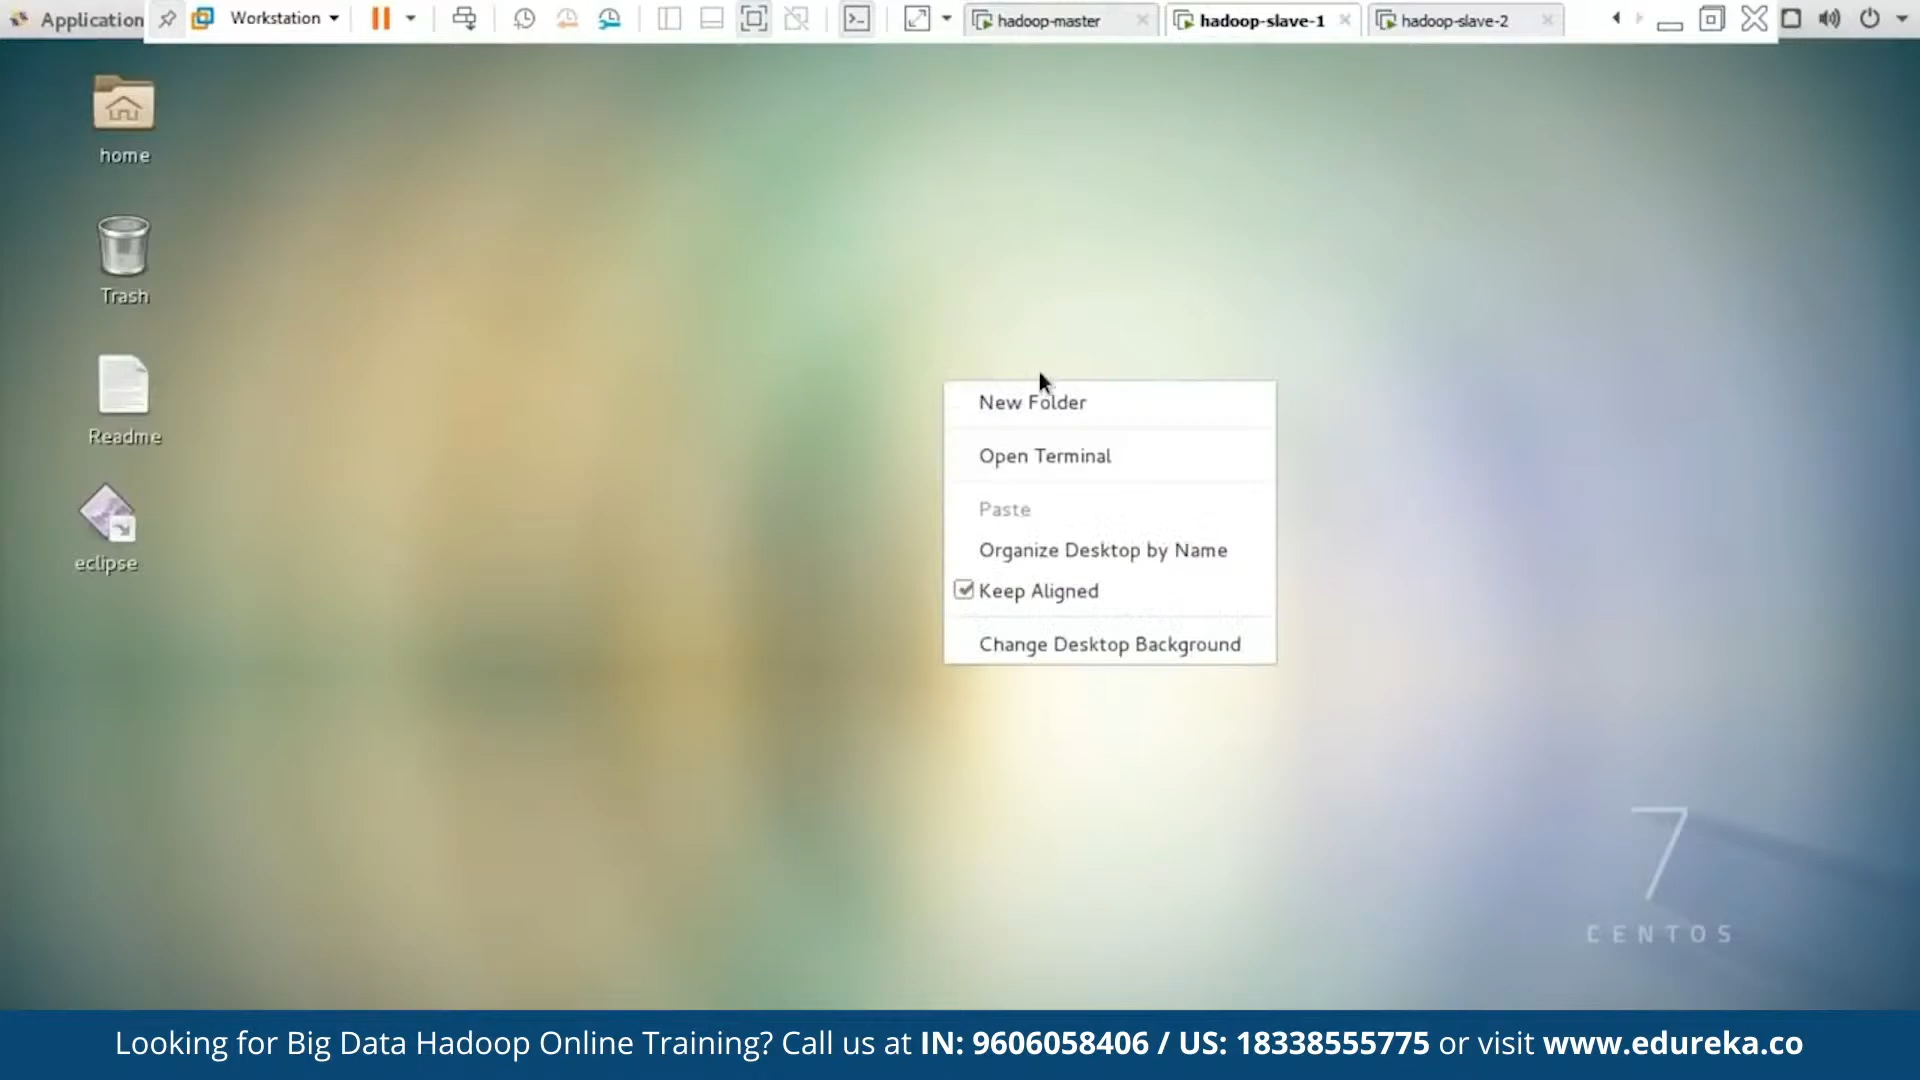 Application
Workstation
hadoop-master
hadoop-slave-1
hadoop-slave-2
home
Trash
Readme
eclipse
New Folder
Open Terminal
Paste
Organize Desktop by Name
Keep Aligned
Change Desktop Background
7
CENTOS
Looking for Big Data Hadoop Online Training? Call us at IN: 9606058406 / US: 18338555775 or visit www.edureka.co